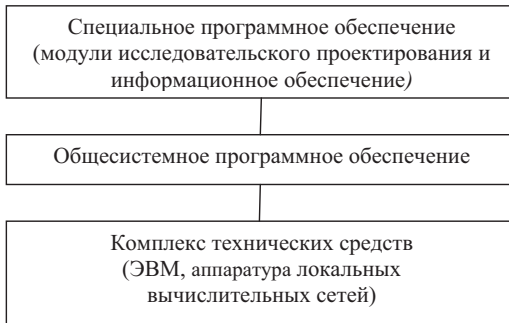 Специальное программное обеспечение
(модули исследовательского проектирования и
информационное обеспечение)
Общесистемное программное обеспечение
Комплекс технических средств
(ЭВМ, аппаратура локальных
вычислительных сетей)